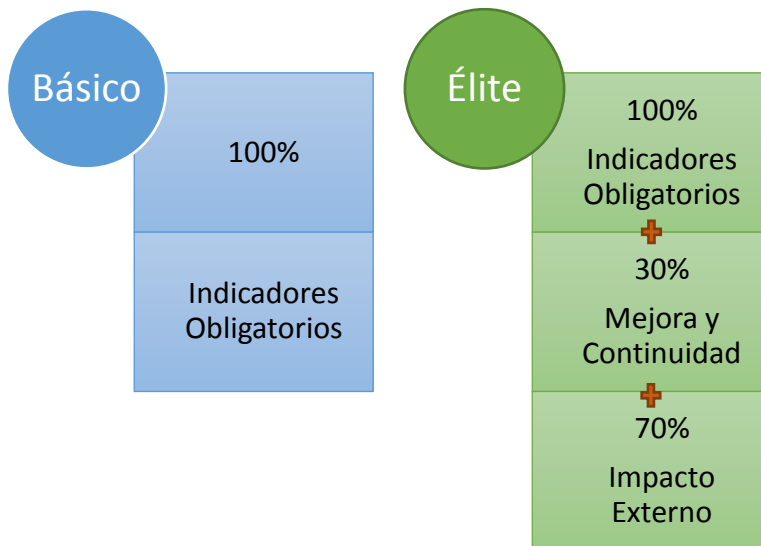 Básico
100%
Indicadores
Obligatorios
Élite
100%
Indicadores
Obligatorios
30%
Mejora y
Continuidad
70%
Impacto
Externo